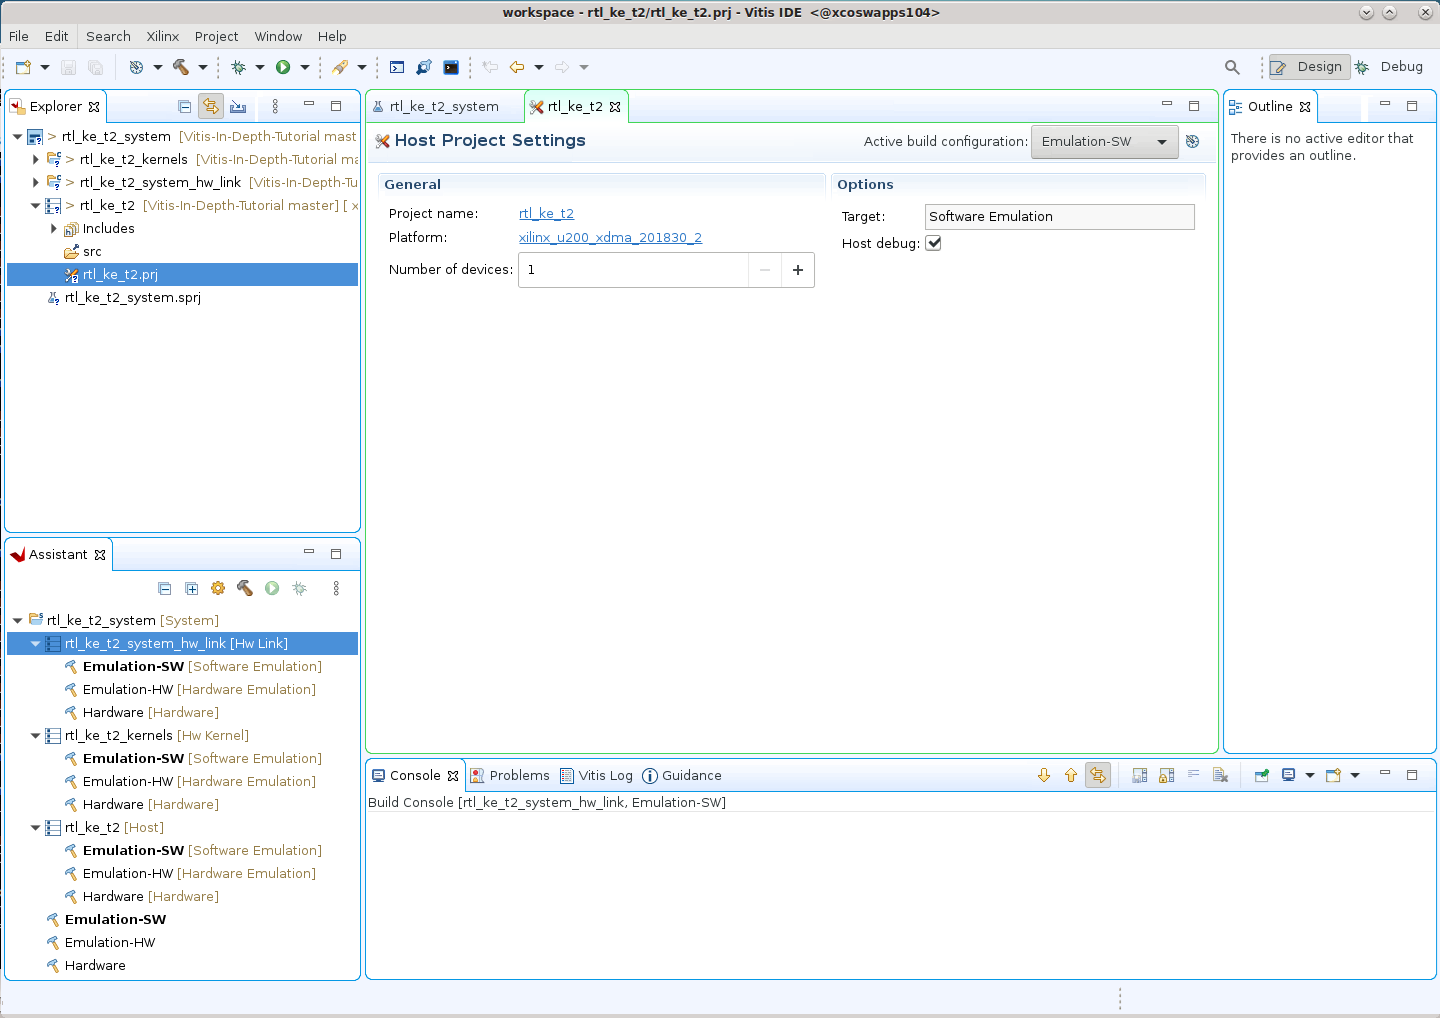 workspace - rtl_ke_t2/rtl_ke_t2.prj - Vitis IDE <@xcoswapps104>
File Edit Search Xilinx Project Window Help
Design Debug
Explorer
> rtl_ke_t2_system [Vitis-In-Depth-Tutorial mast
> rtl_ke_t2_kernels [Vitis-In-Depth-Tutorial ma
> rtl_ke_t2_system_hw_link [Vitis-In-Depth-Tu
> rtl_ke_t2 [Vitis-In-Depth-Tutorial master] [ x
Includes
src
rtl_ke_t2.prj
rtl_ke_t2_system.sprj
rtl_ke_t2_system rtl_ke_t2
Host Project Settings
Active build configuration: Emulation-SW
General
Project name: rtl_ke_t2
Platform: xilinx_u200_xdma_201830_2
Number of devices: 1
Options
Target: Software Emulation
Host debug:
Outline
There is no active editor that
provides an outline.
Assistant
rtl_ke_t2_system [System]
rtl_ke_t2_system_hw_link [Hw Link]
Emulation-SW [Software Emulation]
Emulation-HW [Hardware Emulation]
Hardware [Hardware]
rtl_ke_t2_kernels [Hw Kernel]
Emulation-SW [Software Emulation]
Emulation-HW [Hardware Emulation]
Hardware [Hardware]
rtl_ke_t2 [Host]
Emulation-SW [Software Emulation]
Emulation-HW [Hardware Emulation]
Hardware [Hardware]
Emulation-SW
Emulation-HW
Hardware
Console Problems Vitis Log Guidance
Build Console [rtl_ke_t2_system_hw_link, Emulation-SW]